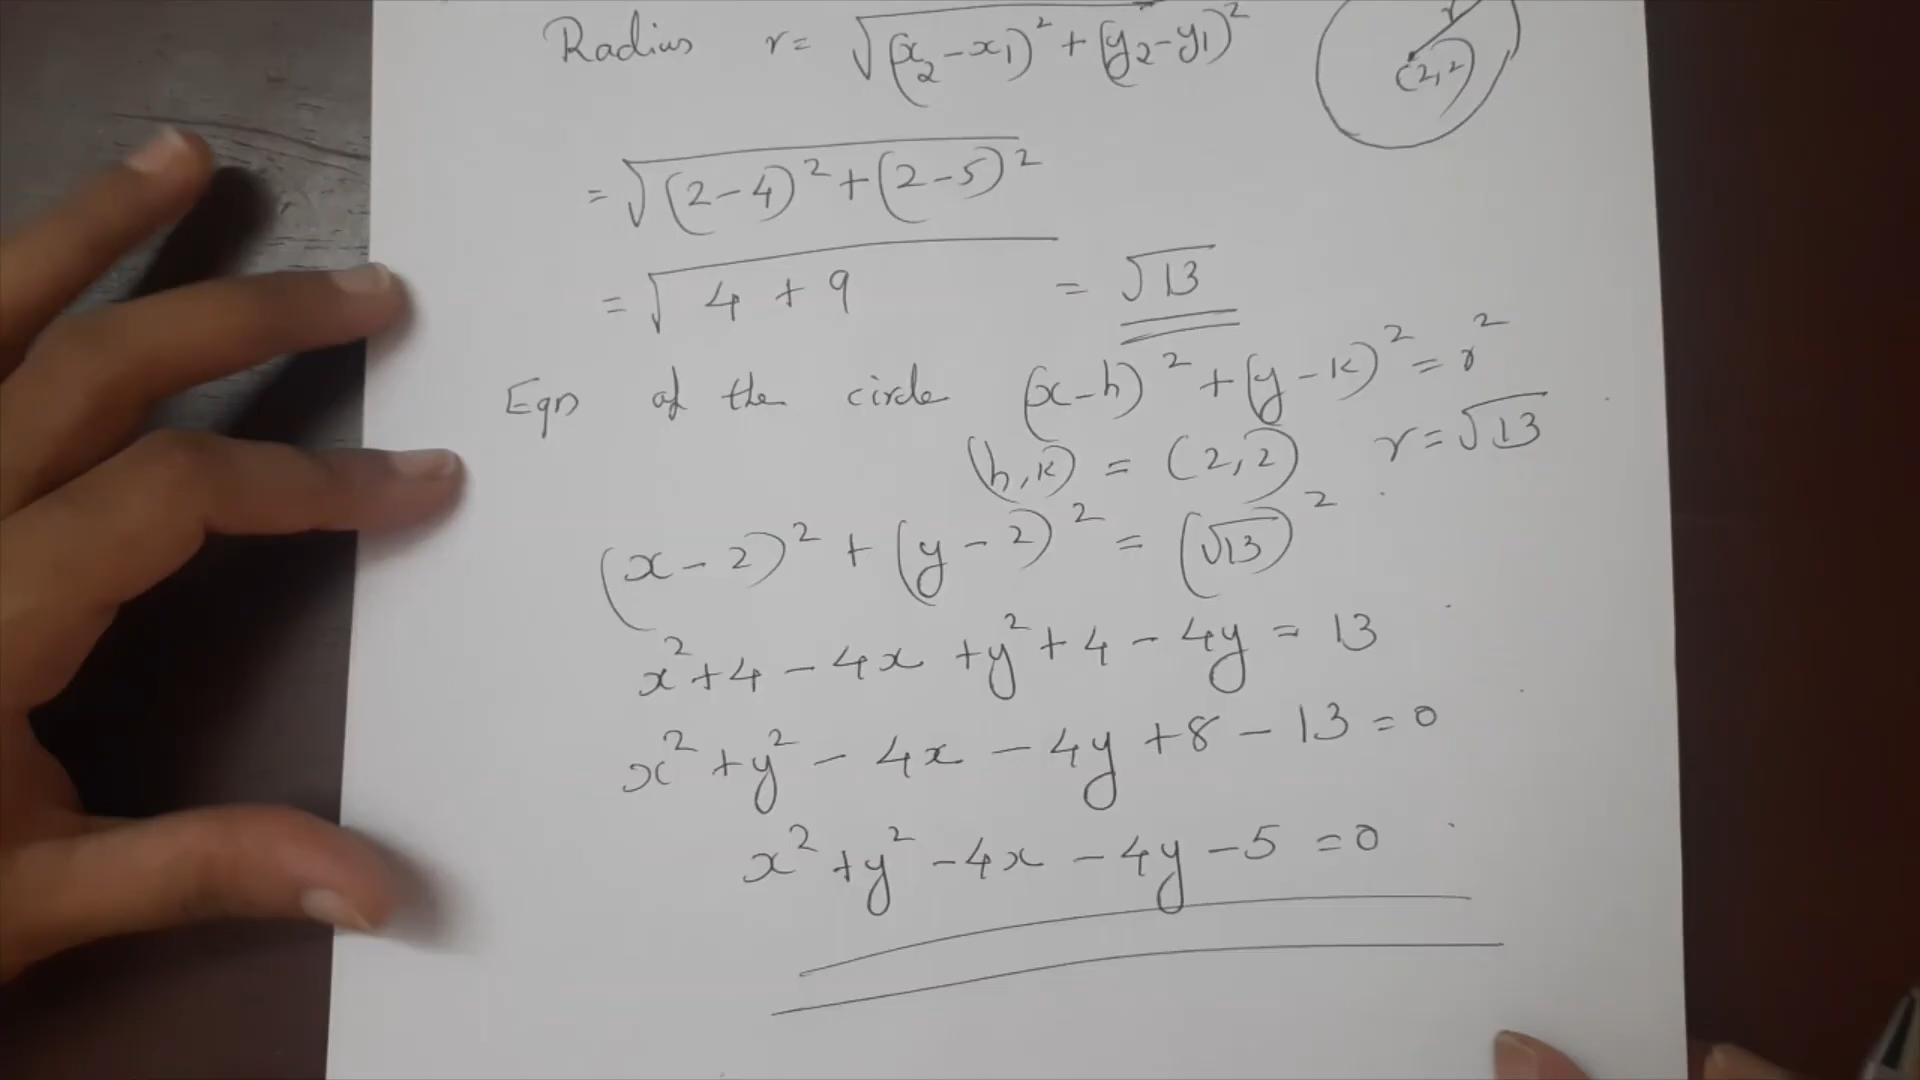 Radius r = √(x₂-x₁)² + (y₂-y₁)²
r
(2,2)
= √(2-4)² + (2-5)²
= √4 + 9 = √13
Eqn of the circle (x-h)² + (y-k)² = r²
(h,k) = (2,2) r = √13
(x-2)² + (y-2)² = (√13)²
x² + 4 - 4x + y² + 4 - 4y = 13
x² + y² - 4x - 4y + 8 - 13 = 0
x² + y² - 4x - 4y - 5 = 0